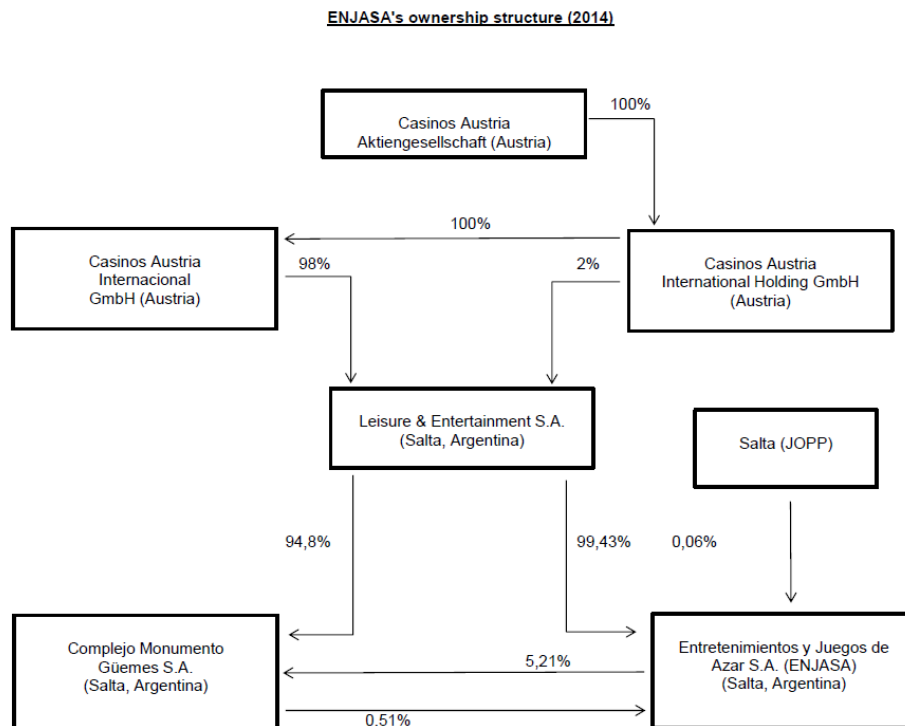 ENJASA's ownership structure (2014)
100%
Casinos Austria
Aktiengesellschaft (Austria)
100%
Casinos Austria
Internacional
GmbH (Austria)
98%
2%
Casinos Austria
International Holding GmbH
(Austria)
Leisure & Entertainment S.A.
(Salta, Argentina)
Salta (JOPP)
94,8%
99,43%
0,06%
Complejo Monumento
Güemes S.A.
(Salta, Argentina)
5,21%
Entretenimientos y Juegos de
Azar S.A. (ENJASA)
(Salta, Argentina)
0.51%